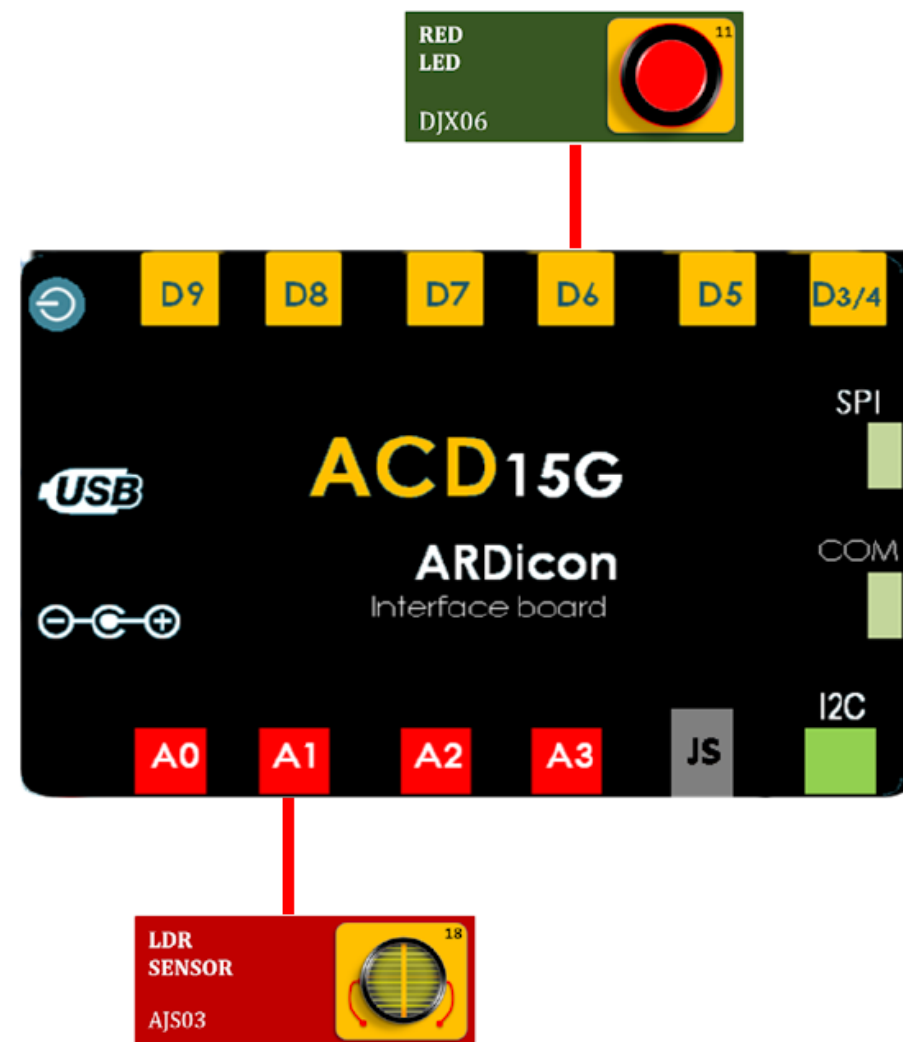 RED
LED
11
DJX06
D9 D8 D7 D6 D5 D3/4
SPI
ACD15G
USB
COM
ARDicon
Interface board
I2C
A0 A1 A2 A3 JS
LDR
SENSOR
18
AJS03